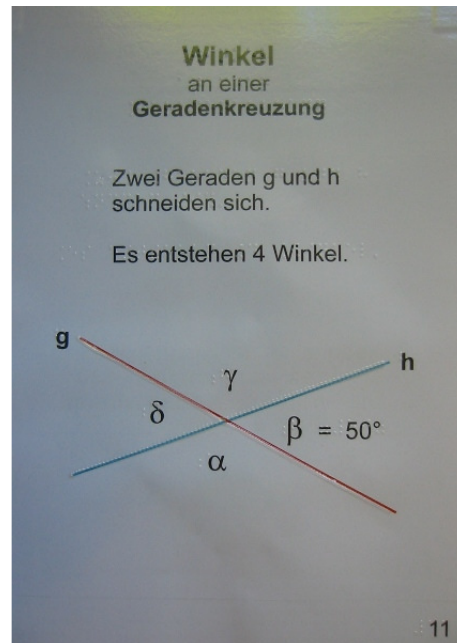 Winkel
an einer
Geradenkreuzung
Zwei Geraden g und h
schneiden sich.
Es entstehen 4 Winkel.
g
h
γ
δ
β = 50°
α
11